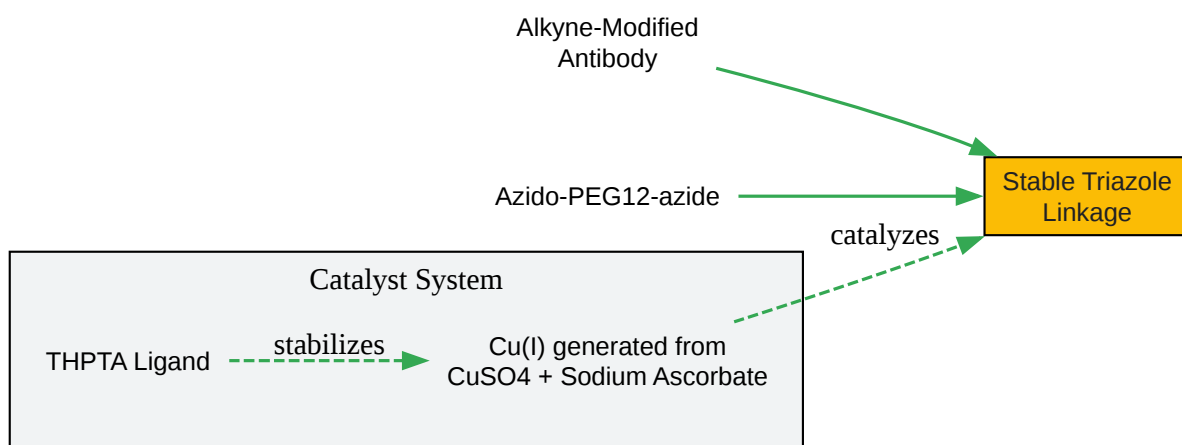 Alkyne-Modified
Antibody
Azido-PEG12-azide
Stable Triazole
Linkage
catalyzes
Catalyst System
THPTA Ligand
stabilizes
Cu(I) generated from
CuSO4 + Sodium Ascorbate